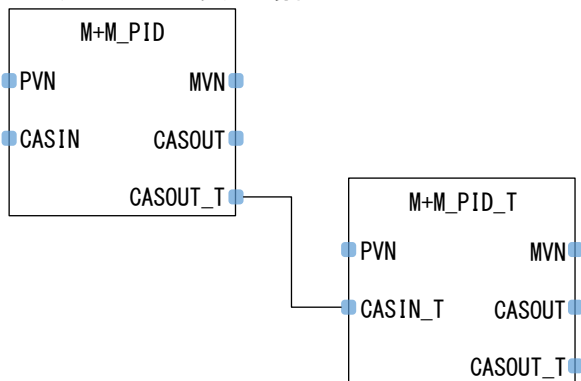 M+M_PID
PVN MVN
CASIN CASOUT
CASOUT_T
M+M_PID_T
PVN MVN
CASIN_T CASOUT
CASOUT_T